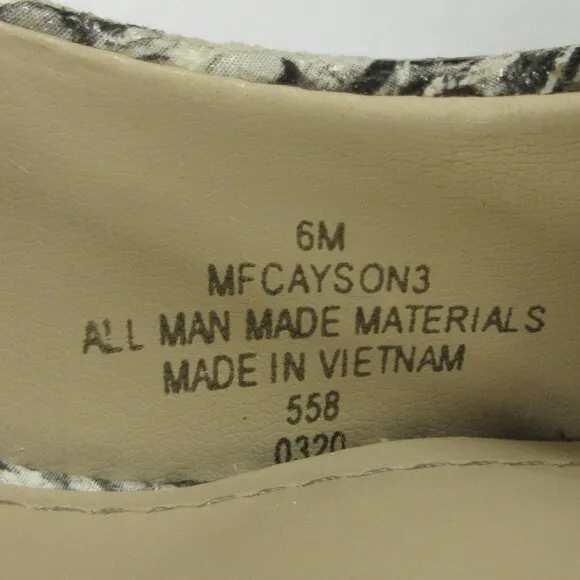 6M
MFCAYSON3
ALL MAN MADE MATERIALS
MADE IN VIETNAM
558
0320